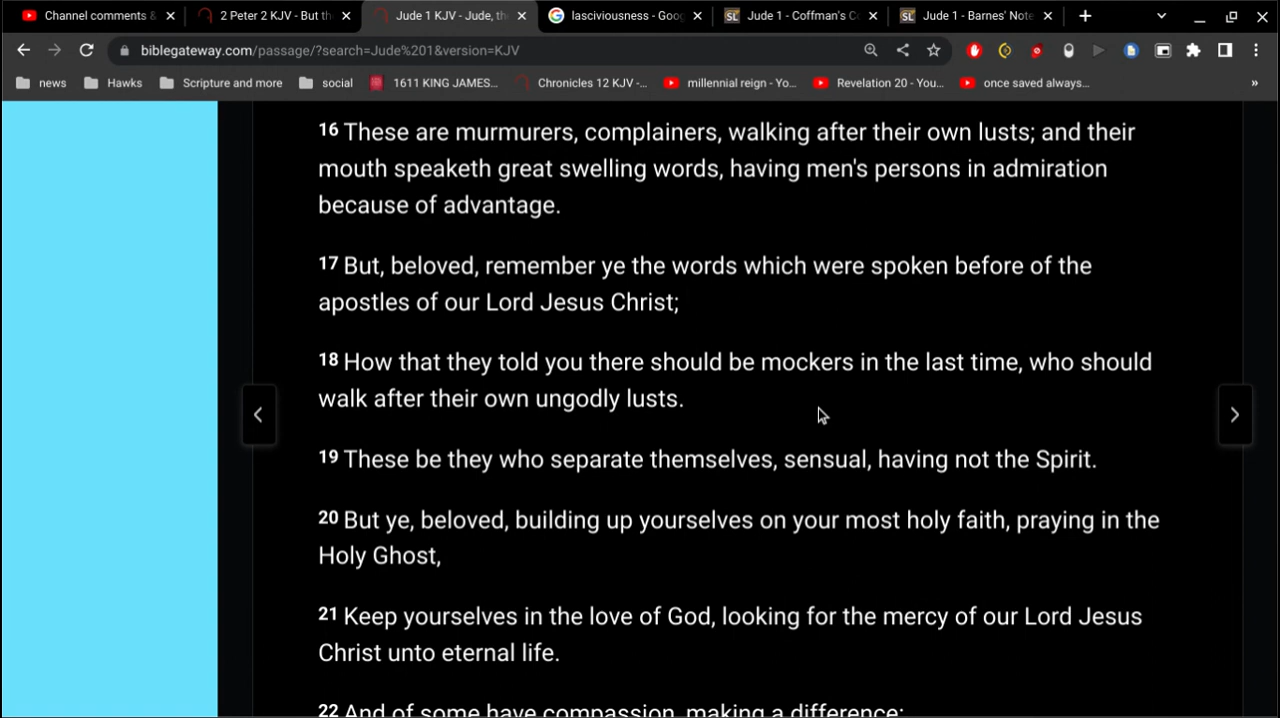 Channel comments &
2 Peter 2 KJV - But the
Jude 1 KJV - Jude, the
lasciviousness - Goo
Jude 1 - Coffman's Co
Jude 1 - Barnes' Note
biblegateway.com/passage/?search=Jude%201&version=KJV
news
Hawks
Scripture and more
social
1611 KING JAMES...
Chronicles 12 KJV -...
millennial reign - Yo...
Revelation 20 - You...
once saved always...
»
16 These are murmurers, complainers, walking after their own lusts; and their
mouth speaketh great swelling words, having men's persons in admiration
because of advantage.
17 But, beloved, remember ye the words which were spoken before of the
apostles of our Lord Jesus Christ;
18 How that they told you there should be mockers in the last time, who should
walk after their own ungodly lusts.
19 These be they who separate themselves, sensual, having not the Spirit.
20 But ye, beloved, building up yourselves on your most holy faith, praying in the
Holy Ghost,
21 Keep yourselves in the love of God, looking for the mercy of our Lord Jesus
Christ unto eternal life.
22 And of some have compassion, making a difference: